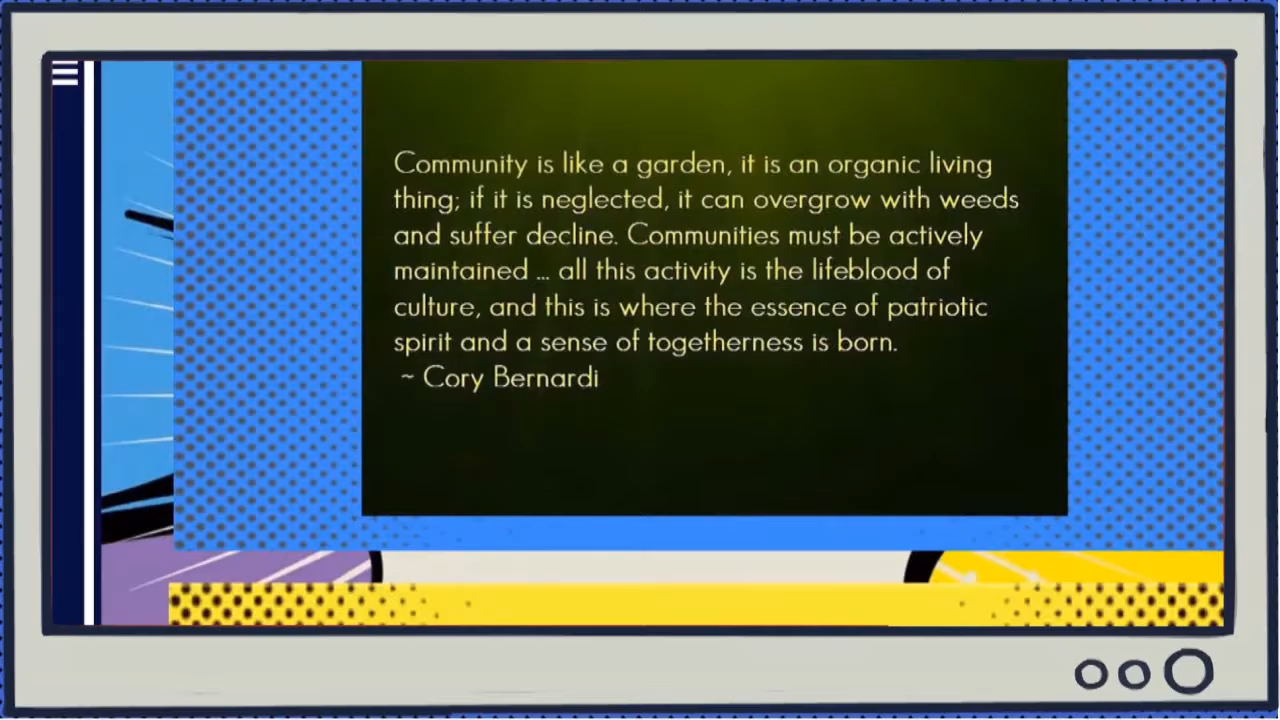 Community is like a garden, it is an organic living
thing; if it is neglected, it can overgrow with weeds
and suffer decline. Communities must be actively
maintained ... all this activity is the lifeblood of
culture, and this is where the essence of patriotic
spirit and a sense of togetherness is born.
~ Cory Bernardi